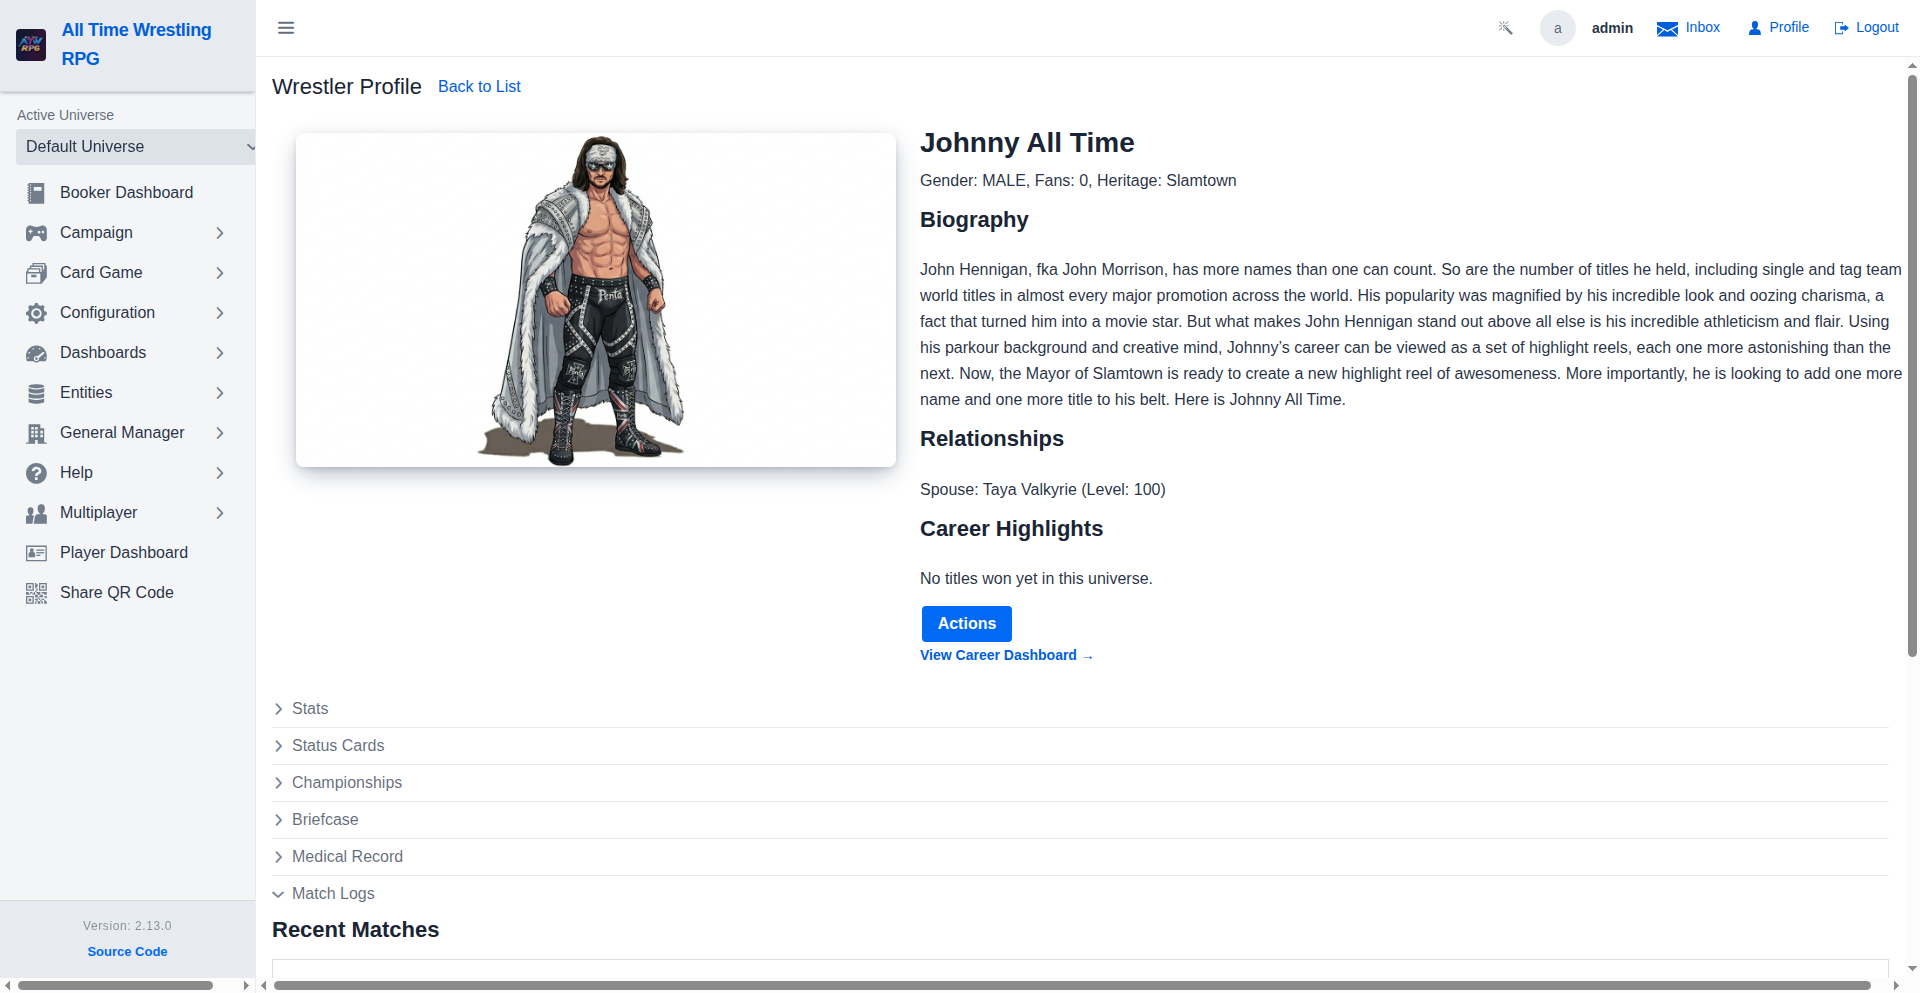 All Time Wrestling
RPG
a
admin
Inbox
Profile
Logout
Active Universe
Default Universe
Booker Dashboard
Campaign
Card Game
Configuration
Dashboards
Entities
General Manager
Help
Multiplayer
Player Dashboard
Share QR Code
Version: 2.13.0
Source Code
Wrestler Profile
Back to List
Penta
Johnny All Time
Gender: MALE, Fans: 0, Heritage: Slamtown
Biography
John Hennigan, fka John Morrison, has more names than one can count. So are the number of titles he held, including single and tag team
world titles in almost every major promotion across the world. His popularity was magnified by his incredible look and oozing charisma, a
fact that turned him into a movie star. But what makes John Hennigan stand out above all else is his incredible athleticism and flair. Using
his parkour background and creative mind, Johnny’s career can be viewed as a set of highlight reels, each one more astonishing than the
next. Now, the Mayor of Slamtown is ready to create a new highlight reel of awesomeness. More importantly, he is looking to add one more
name and one more title to his belt. Here is Johnny All Time.
Relationships
Spouse: Taya Valkyrie (Level: 100)
Career Highlights
No titles won yet in this universe.
Actions
View Career Dashboard →
Stats
Status Cards
Championships
Briefcase
Medical Record
Match Logs
Recent Matches